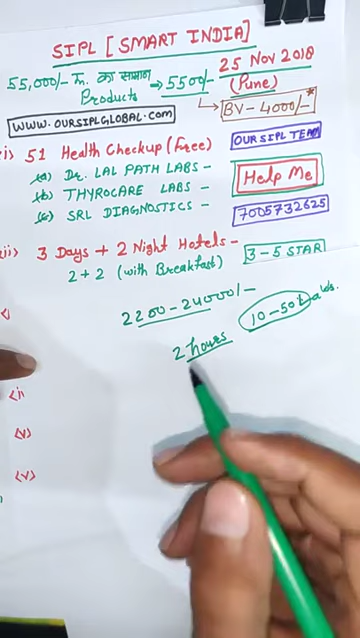 SIPL [SMART INDIA]
25 Nov 2018
55,000/- रु. का सामान → 5500/- (Pune)
Products
↳ BV - 4000/-*
WWW.OURSIPLGLOBAL.COM
OUR SIPL TEAM
i) 51 Health Checkup (Free)
(a) Dr. LAL PATH LABS -
Help Me
(b) THYROCARE LABS -
(c) SRL DIAGNOSTICS -
7005732625
ii) 3 Days + 2 Night Hotels -
2+2 (with Breakfast)
3-5 STAR
2200 - 24000/-
10-50
2 hours